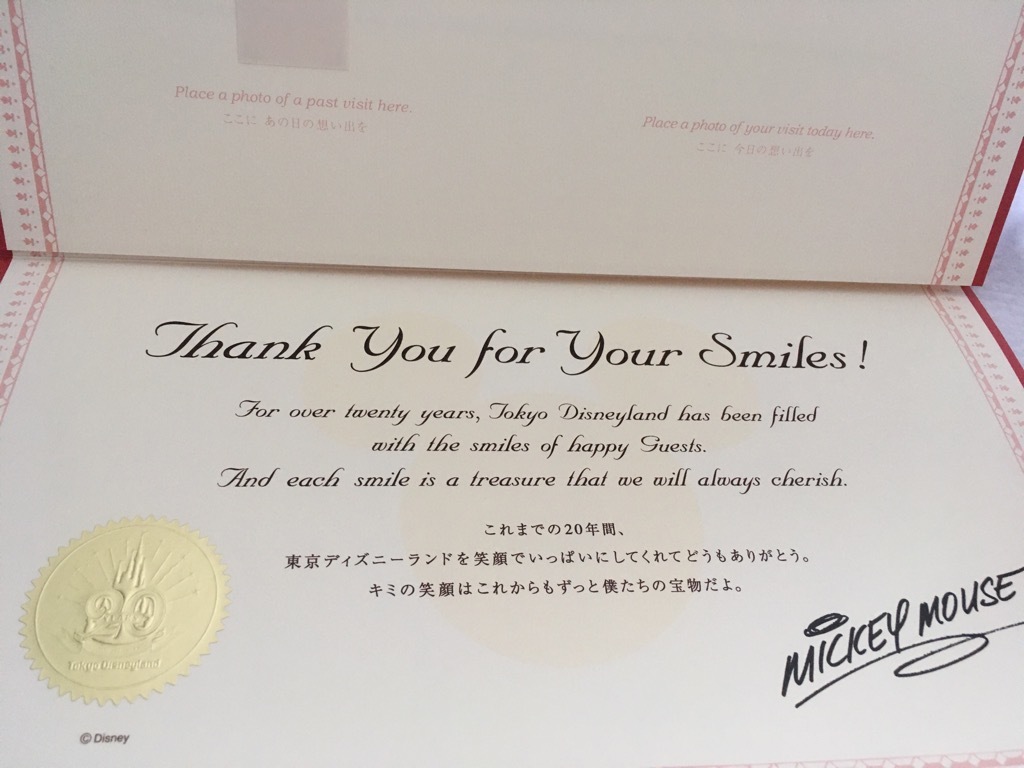 Place a photo of a past visit here.
ここに あの日の想い出を
Place a photo of your visit today here.
ここに 今日の想い出を
Thank You for Your Smiles!
For over twenty years, Tokyo Disneyland has been filled
with the smiles of happy Guests.
And each smile is a treasure that we will always cherish.
これまでの20年間、
東京ディズニーランドを笑顔でいっぱいにしてくれてどうもありがとう。
キミの笑顔はこれからもずっと僕たちの宝物だよ。
MICKEY MOUSE
20
Tokyo Disneyland
© Disney